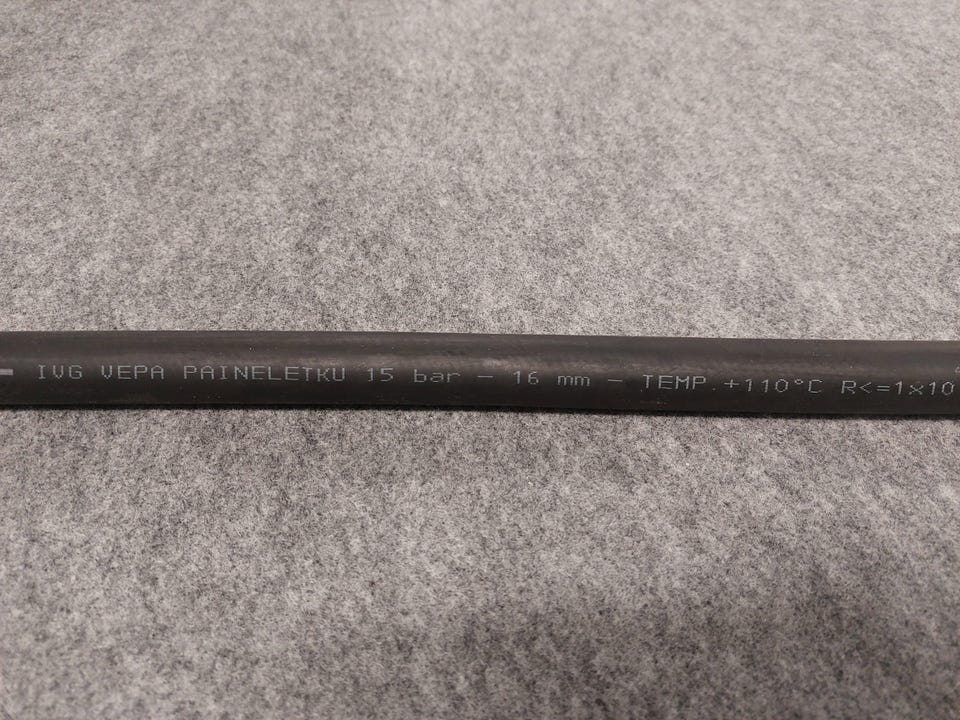 IVG VEPA PAINELETKU 15 bar - 16 mm - TEMP.+110°C R<=1x10